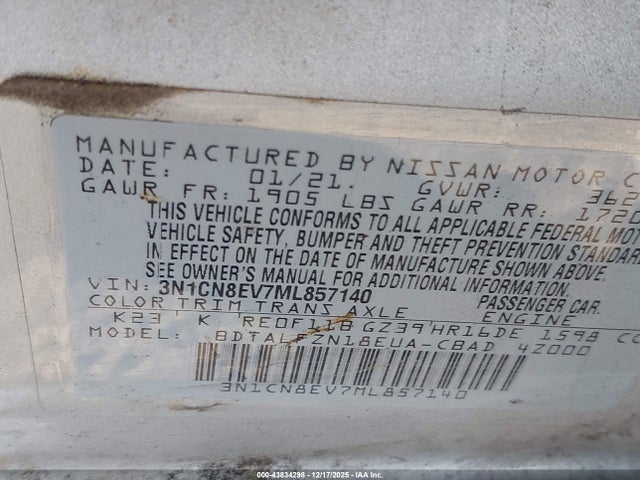 MANUFACTURED BY NISSAN MOTOR C
DATE: 01/21. GVWR: 362
GAWR FR: 1905 LBS GAWR RR: 172
THIS VEHICLE CONFORMS TO ALL APPLICABLE FEDERAL MOT
VEHICLE SAFETY, BUMPER AND THEFT PREVENTION STANDAR
IN EFFECT ON THE DATE OF MANUFACTURE SHOWN ABOVE.
SEE OWNER'S MANUAL FOR ADDITIONAL INFORMATION.
VIN: 3N1CN8EV7ML857140 PASSENGER CAR.
COLOR TRIM TRANS AXLE ENGINE
K23 K RE0F11B GZ39 HR16DE 1598 CC
MODEL: ZN18EUA-CBAD 4Z000
3N1CN8EV7ML857140
000-43834298 - 12/17/2025 - IAA Inc.